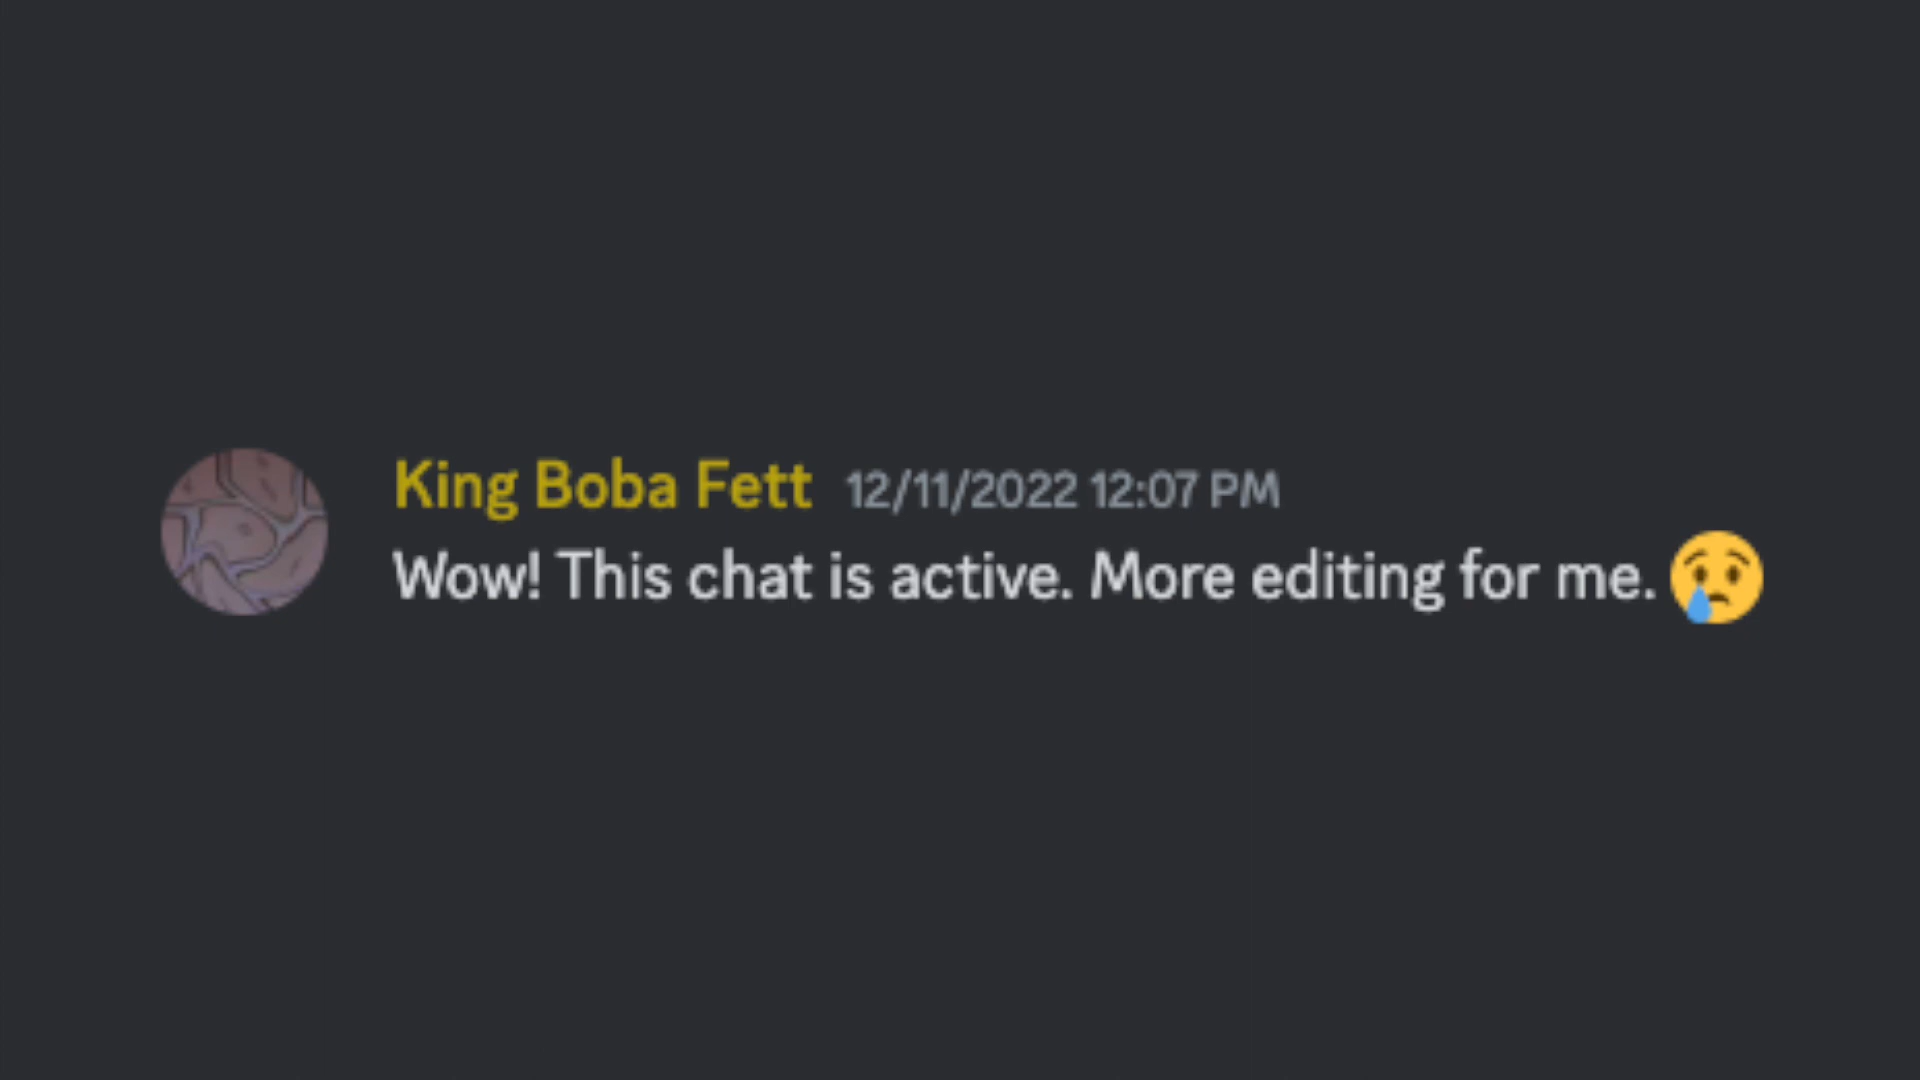 King Boba Fett 12/11/2022 12:07 PM
Wow! This chat is active. More editing for me. 😢